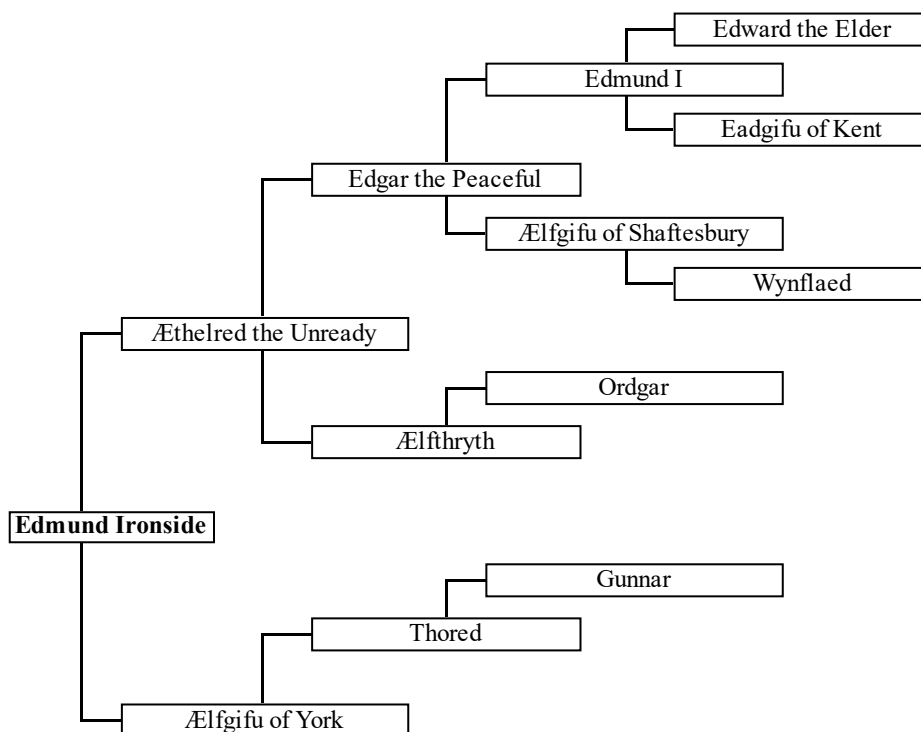 Edward the Elder
Edmund I
Eadgifu of Kent
Edgar the Peaceful
Ælfgifu of Shaftesbury
Wynflaed
Æthelred the Unready
Ordgar
Ælfthryth
Edmund Ironside
Gunnar
Thored
Ælfgifu of York